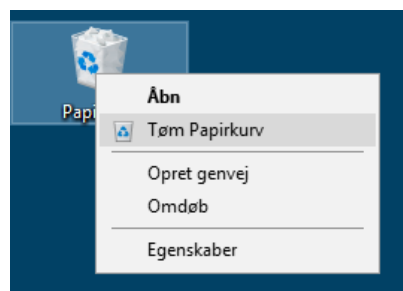 Papi
Åbn
Tøm Papirkurv
Opret genvej
Omdøb
Egenskaber